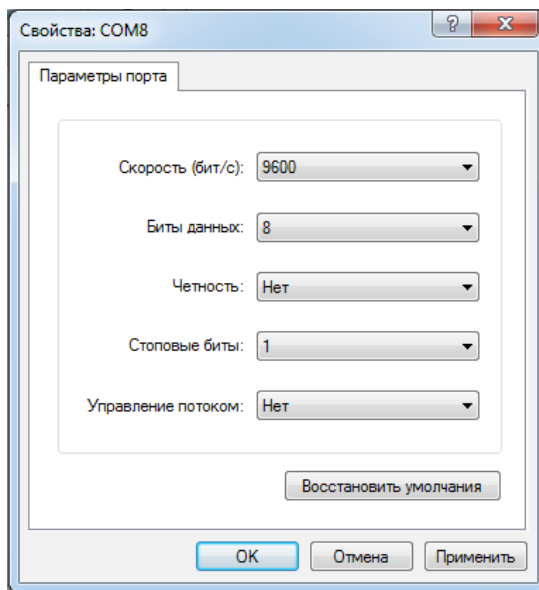 Свойства: COM8
Параметры порта
Скорость (бит/с): 9600
Биты данных: 8
Четность: Нет
Стоповые биты: 1
Управление потоком: Нет
Восстановить умолчания
OK Отмена Применить